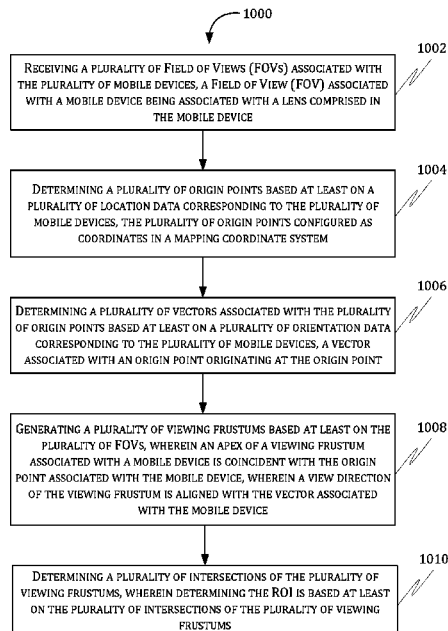 1000
1002
RECEIVING A PLURALITY OF FIELD OF VIEWS (FOVS) ASSOCIATED WITH
THE PLURALITY OF MOBILE DEVICES, A FIELD OF VIEW (FOV) ASSOCIATED
WITH A MOBILE DEVICE BEING ASSOCIATED WITH A LENS COMPRISED IN
THE MOBILE DEVICE
1004
DETERMINING A PLURALITY OF ORIGIN POINTS BASED AT LEAST ON A
PLURALITY OF LOCATION DATA CORRESPONDING TO THE PLURALITY OF
MOBILE DEVICES, THE PLURALITY OF ORIGIN POINTS CONFIGURED AS
COORDINATES IN A MAPPING COORDINATE SYSTEM
1006
DETERMINING A PLURALITY OF VECTORS ASSOCIATED WITH THE PLURALITY
OF ORIGIN POINTS BASED AT LEAST ON A PLURALITY OF ORIENTATION DATA
CORRESPONDING TO THE PLURALITY OF MOBILE DEVICES, A VECTOR
ASSOCIATED WITH AN ORIGIN POINT ORIGINATING AT THE ORIGIN POINT
1008
GENERATING A PLURALITY OF VIEWING FRUSTUMS BASED AT LEAST ON THE
PLURALITY OF FOVS, WHEREIN AN APEX OF A VIEWING FRUSTUM
ASSOCIATED WITH A MOBILE DEVICE IS COINCIDENT WITH THE ORIGIN
POINT ASSOCIATED WITH THE MOBILE DEVICE, WHEREIN A VIEW DIRECTION
OF THE VIEWING FRUSTUM IS ALIGNED WITH THE VECTOR ASSOCIATED
WITH THE MOBILE DEVICE
1010
DETERMINING A PLURALITY OF INTERSECTIONS OF THE PLURALITY OF
VIEWING FRUSTUMS, WHEREIN DETERMINING THE ROI IS BASED AT LEAST
ON THE PLURALITY OF INTERSECTIONS OF THE PLURALITY OF VIEWING
FRUSTUMS